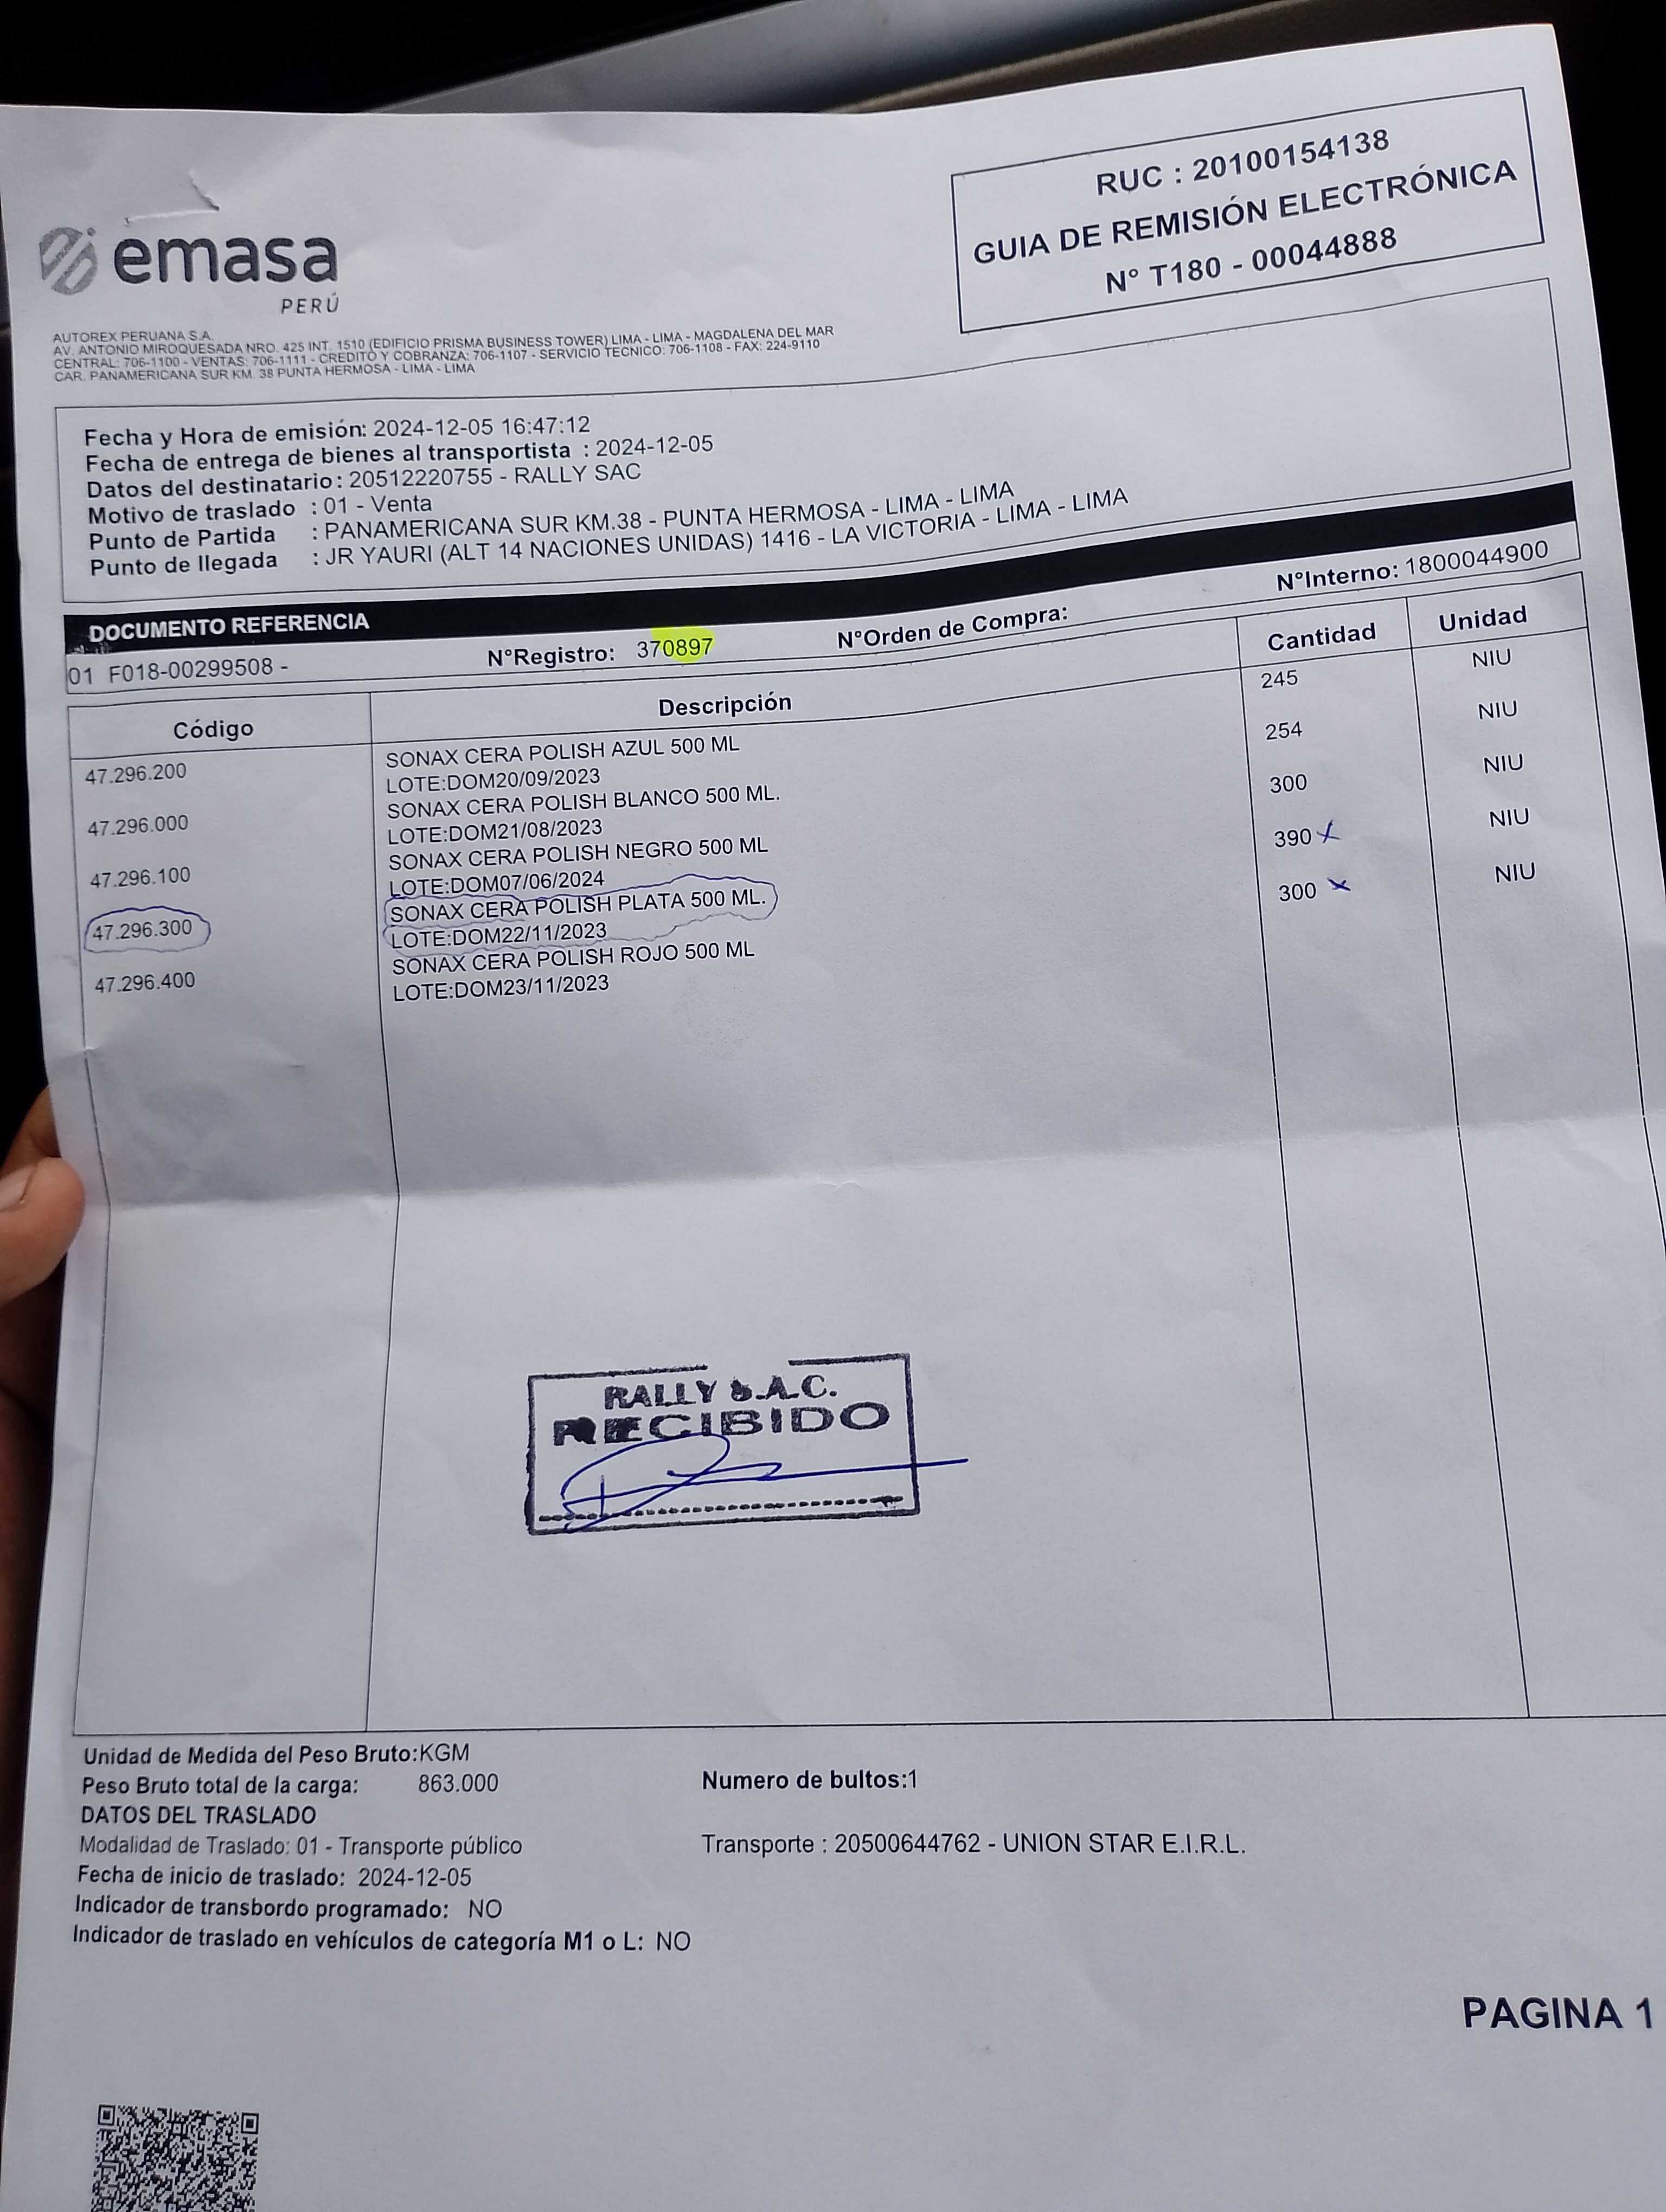 emasa
PERÚ
RUC : 20100154138
GUIA DE REMISIÓN ELECTRÓNICA
N° T180 - 00044888
AUTOREX PERUANA S.A.
AV. ANTONIO MIROQUESADA NRO. 425 INT. 1510 (EDIFICIO PRISMA BUSINESS TOWER) LIMA - LIMA - MAGDALENA DEL MAR
CENTRAL: 706-1100 - VENTAS: 706-1111 - CREDITO Y COBRANZA: 706-1107 - SERVICIO TECNICO: 706-1108 - FAX: 224-9110
CAR. PANAMERICANA SUR KM. 38 PUNTA HERMOSA - LIMA - LIMA
Fecha y Hora de emisión: 2024-12-05 16:47:12
Fecha de entrega de bienes al transportista : 2024-12-05
Datos del destinatario : 20512220755 - RALLY SAC
Motivo de traslado : 01 - Venta
Punto de Partida : PANAMERICANA SUR KM.38 - PUNTA HERMOSA - LIMA - LIMA
Punto de llegada : JR YAURI (ALT 14 NACIONES UNIDAS) 1416 - LA VICTORIA - LIMA - LIMA
DOCUMENTO REFERENCIA
01 F018-00299508 - N°Registro: 370897 N°Orden de Compra: N°Interno: 1800044900
Código Descripción Cantidad Unidad
47.296.200 SONAX CERA POLISH AZUL 500 ML 245 NIU
LOTE:DOM20/09/2023
47.296.000 SONAX CERA POLISH BLANCO 500 ML. 254 NIU
LOTE:DOM21/08/2023
47.296.100 SONAX CERA POLISH NEGRO 500 ML 300 NIU
LOTE:DOM07/06/2024
47.296.300 SONAX CERA POLISH PLATA 500 ML. 390 x NIU
LOTE:DOM22/11/2023
47.296.400 SONAX CERA POLISH ROJO 500 ML 300 x NIU
LOTE:DOM23/11/2023
RALLY S.A.C.
RECIBIDO
Unidad de Medida del Peso Bruto:KGM
Peso Bruto total de la carga: 863.000 Numero de bultos:1
DATOS DEL TRASLADO
Modalidad de Traslado: 01 - Transporte público Transporte : 20500644762 - UNION STAR E.I.R.L.
Fecha de inicio de traslado: 2024-12-05
Indicador de transbordo programado: NO
Indicador de traslado en vehículos de categoría M1 o L: NO
PAGINA 1